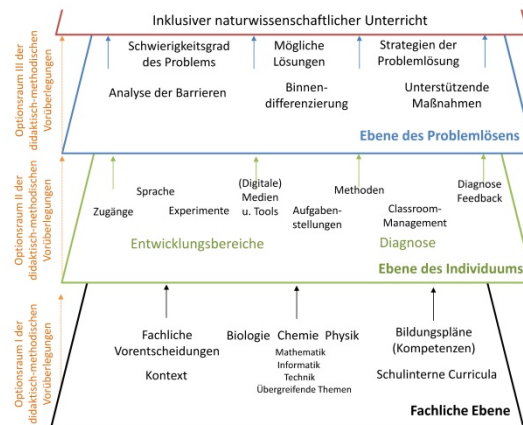 Inklusiver naturwissenschaftlicher Unterricht
Optionsraum III der
didaktisch-methodischen
Vorüberlegungen
Schwierigkeitsgrad
des Problems
Mögliche
Lösungen
Strategien der
Problemlösung
Analyse der Barrieren
Binnen-
differenzierung
Unterstützende
Maßnahmen
Ebene des Problemlösens
Optionsraum II der
didaktisch-methodischen
Vorüberlegungen
Zugänge
Sprache
Experimente
(Digitale)
Medien
u. Tools
Aufgaben-
stellungen
Methoden
Classroom-
Management
Diagnose
Feedback
Entwicklungsbereiche
Diagnose
Ebene des Individuums
Optionsraum I der
didaktisch-methodischen
Vorüberlegungen
Fachliche
Vorentscheidungen
Kontext
Biologie Chemie Physik
Mathematik
Informatik
Technik
Übergreifende Themen
Bildungspläne
(Kompetenzen)
Schulinterne Curricula
Fachliche Ebene